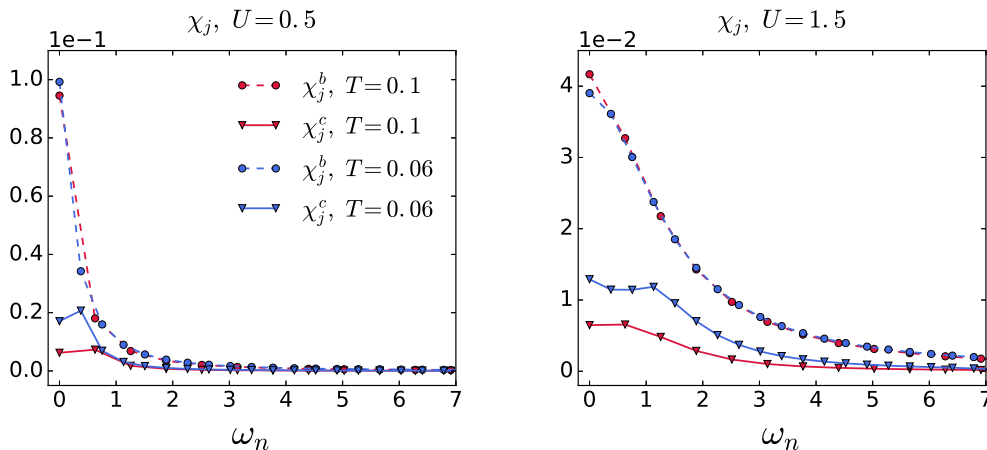 χ_j, U = 0.5
1e-1
1.0
0.8
0.6
0.4
0.2
0.0
0 1 2 3 4 5 6 7
ω_n
χ_j^b, T = 0.1
χ_j^c, T = 0.1
χ_j^b, T = 0.06
χ_j^c, T = 0.06
χ_j, U = 1.5
1e-2
4
3
2
1
0
0 1 2 3 4 5 6 7
ω_n